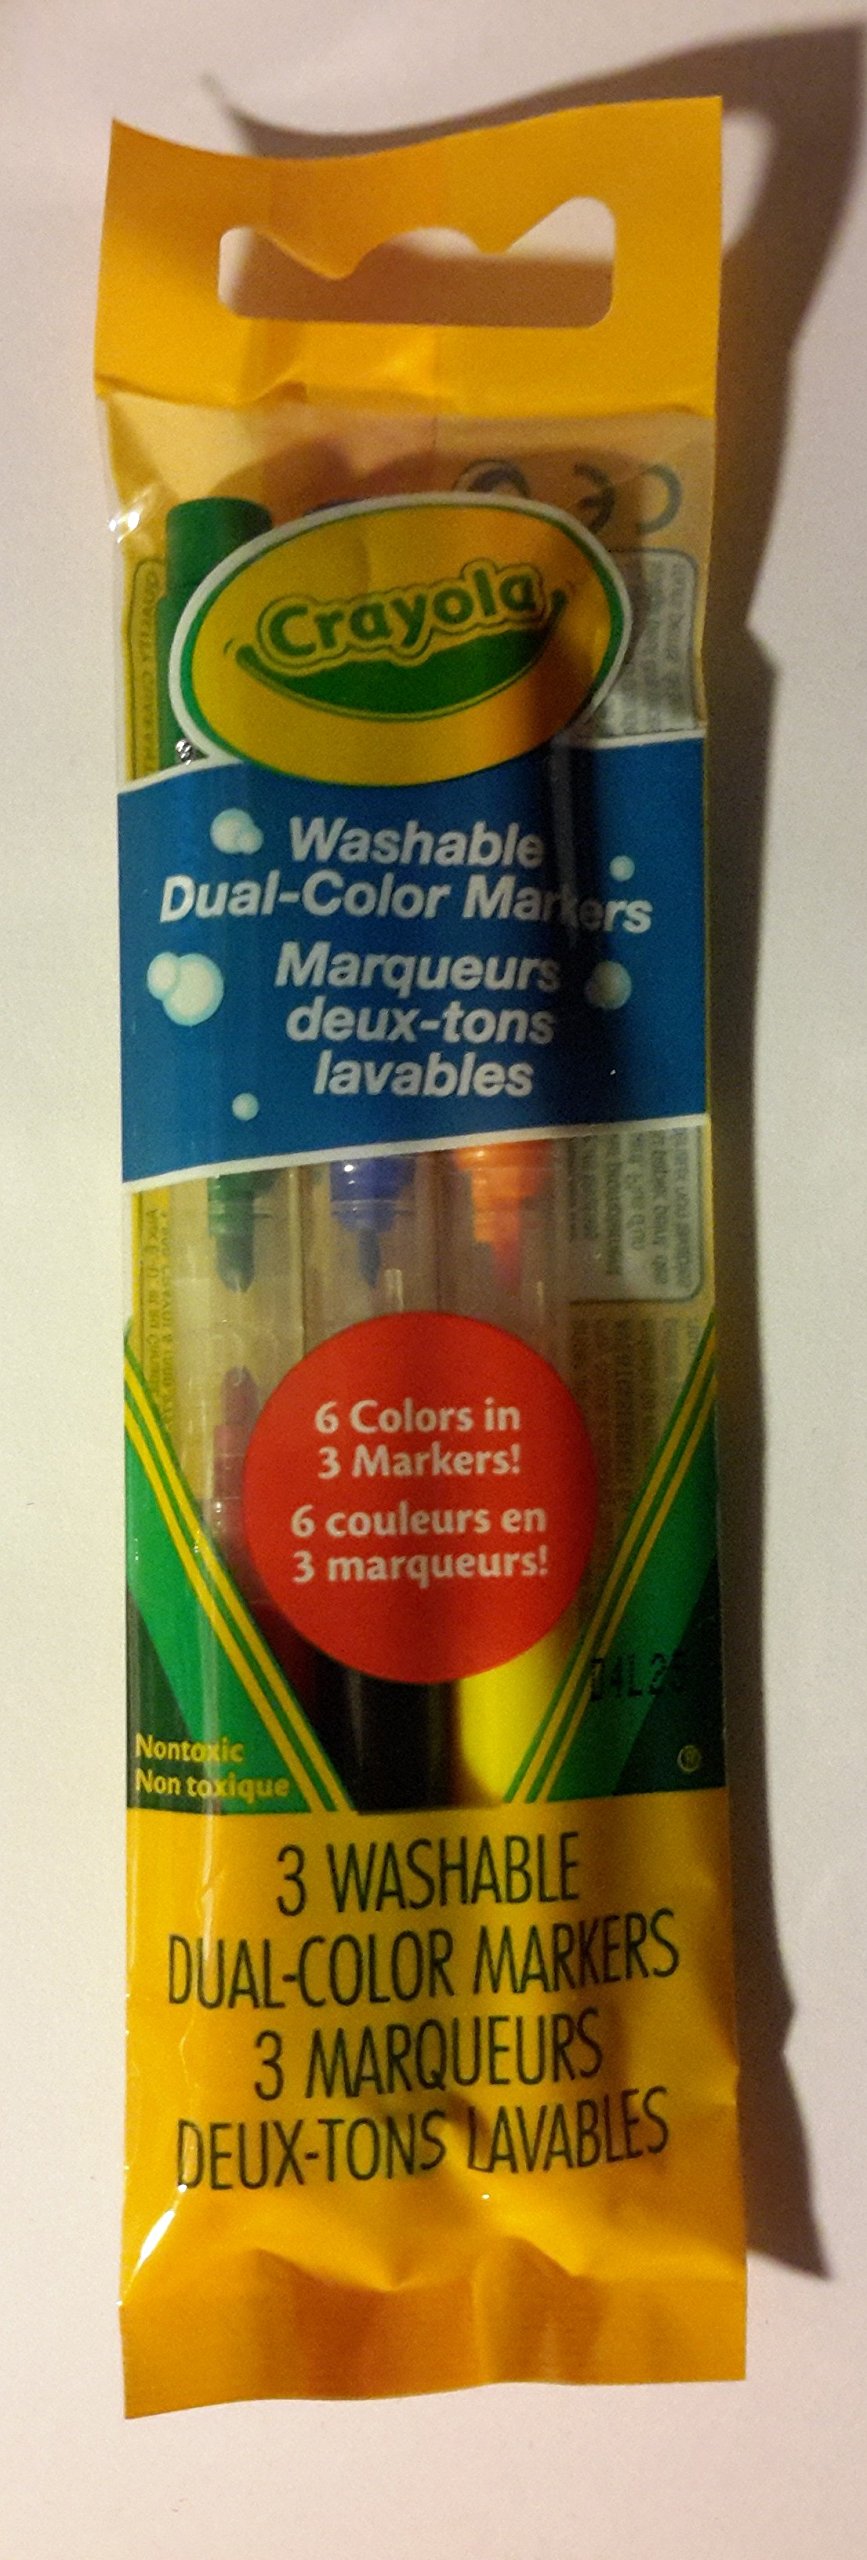 Crayola
Washable
Dual-Color Markers
Marqueurs
deux-tons
lavables
6 Colors in
3 Markers!
6 couleurs en
3 marqueurs!
Nontoxic
Non toxique
®
3 WASHABLE
DUAL-COLOR MARKERS
3 MARQUEURS
DEUX-TONS LAVABLES